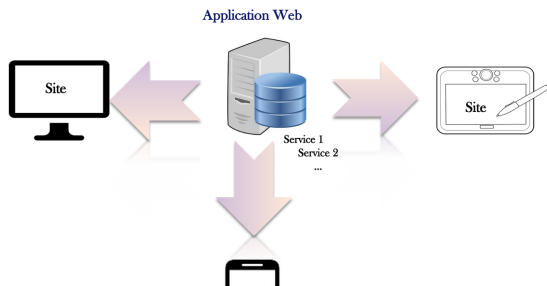 Application Web
Site
Site
Service 1
Service 2
...